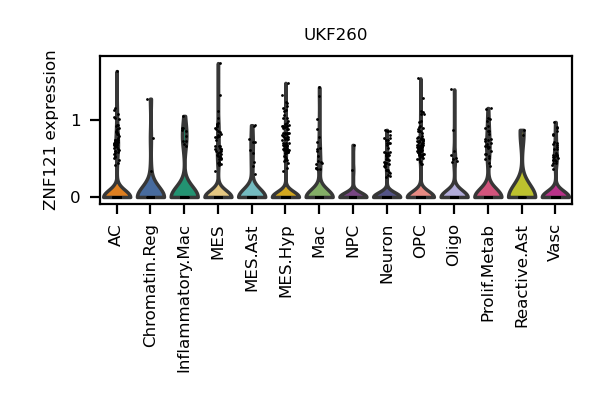 UKF260
ZNF121 expression
1
0
AC
Chromatin.Reg
Inflammatory.Mac
MES
MES.Ast
MES.Hyp
Mac
NPC
Neuron
OPC
Oligo
Prolif.Metab
Reactive.Ast
Vasc